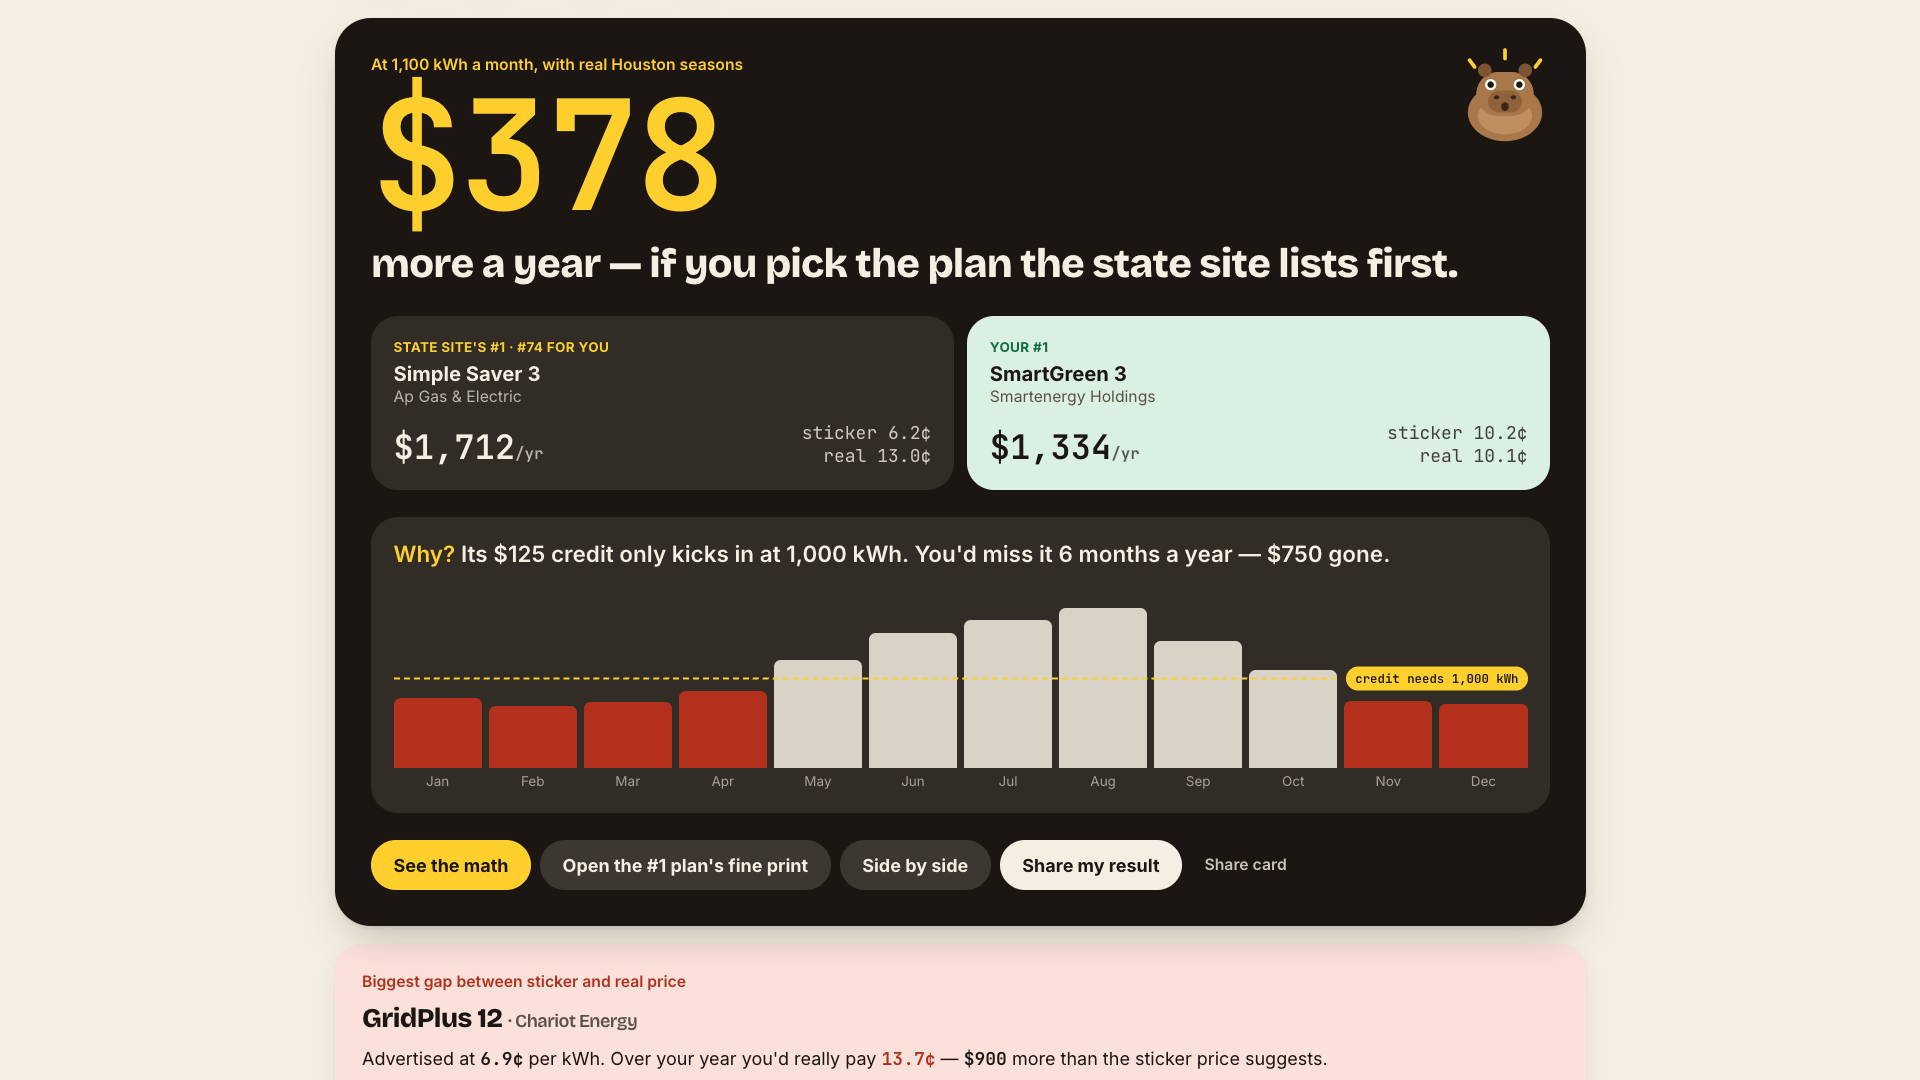 At 1,100 kWh a month, with real Houston seasons
$378
more a year — if you pick the plan the state site lists first.
STATE SITE'S #1 · #74 FOR YOU
Simple Saver 3
Ap Gas & Electric
$1,712/yr
sticker 6.2¢
real 13.0¢
YOUR #1
SmartGreen 3
Smartenergy Holdings
$1,334/yr
sticker 10.2¢
real 10.1¢
Why? Its $125 credit only kicks in at 1,000 kWh. You'd miss it 6 months a year — $750 gone.
credit needs 1,000 kWh
Jan Feb Mar Apr May Jun Jul Aug Sep Oct Nov Dec
See the math
Open the #1 plan's fine print
Side by side
Share my result
Share card
Biggest gap between sticker and real price
GridPlus 12 · Chariot Energy
Advertised at 6.9¢ per kWh. Over your year you'd really pay 13.7¢ — $900 more than the sticker price suggests.